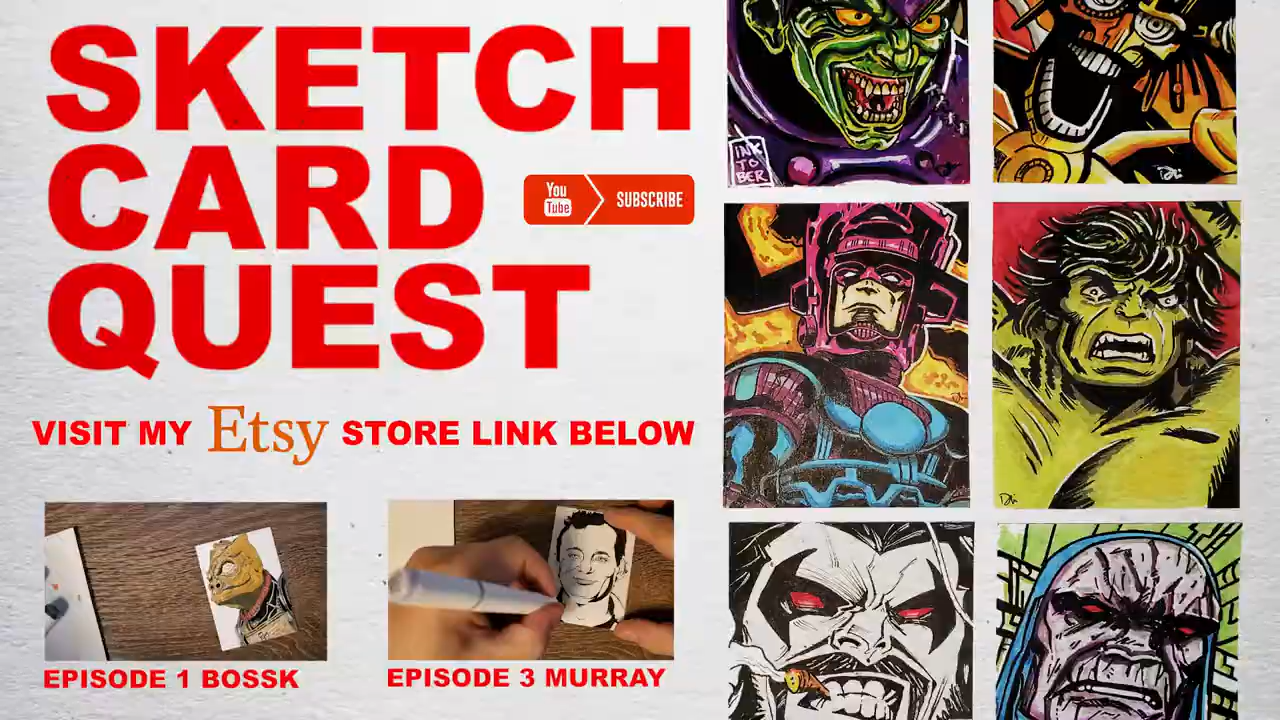 SKETCH
CARD
QUEST
You
Tube
SUBSCRIBE
VISIT MY Etsy STORE LINK BELOW
EPISODE 1 BOSSK
EPISODE 3 MURRAY
INK
TO
BER